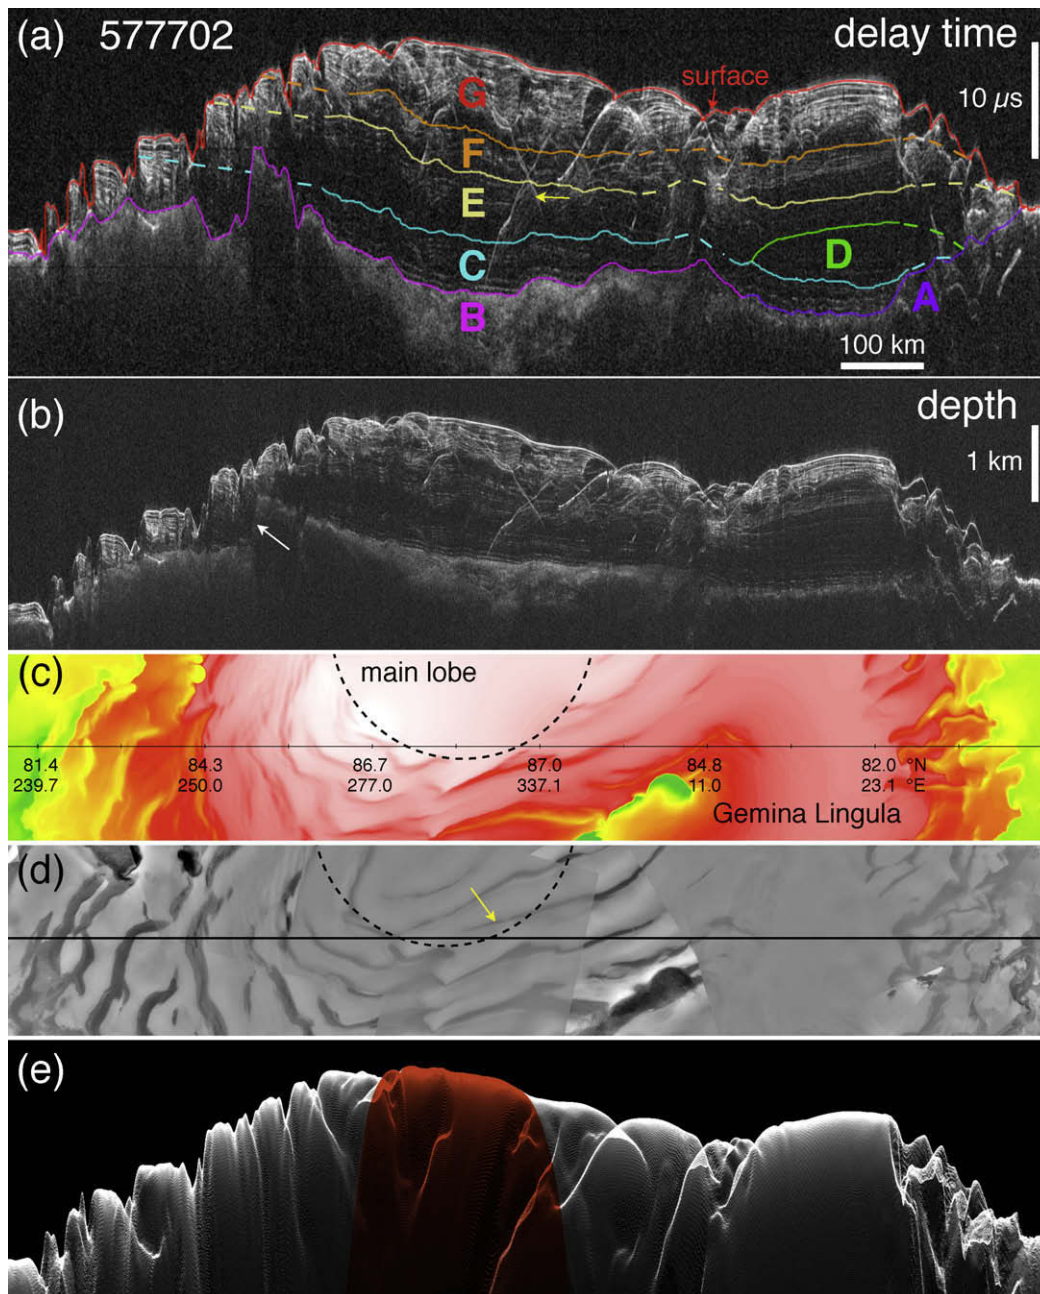 (a) 577702 delay time
surface
10 µs
G
F
E
D
C
A
B
100 km
(b) depth
1 km
(c) main lobe
81.4 84.3 86.7 87.0 84.8 82.0 °N
239.7 250.0 277.0 337.1 11.0 23.1 °E
Gemina Lingula
(d)
(e)